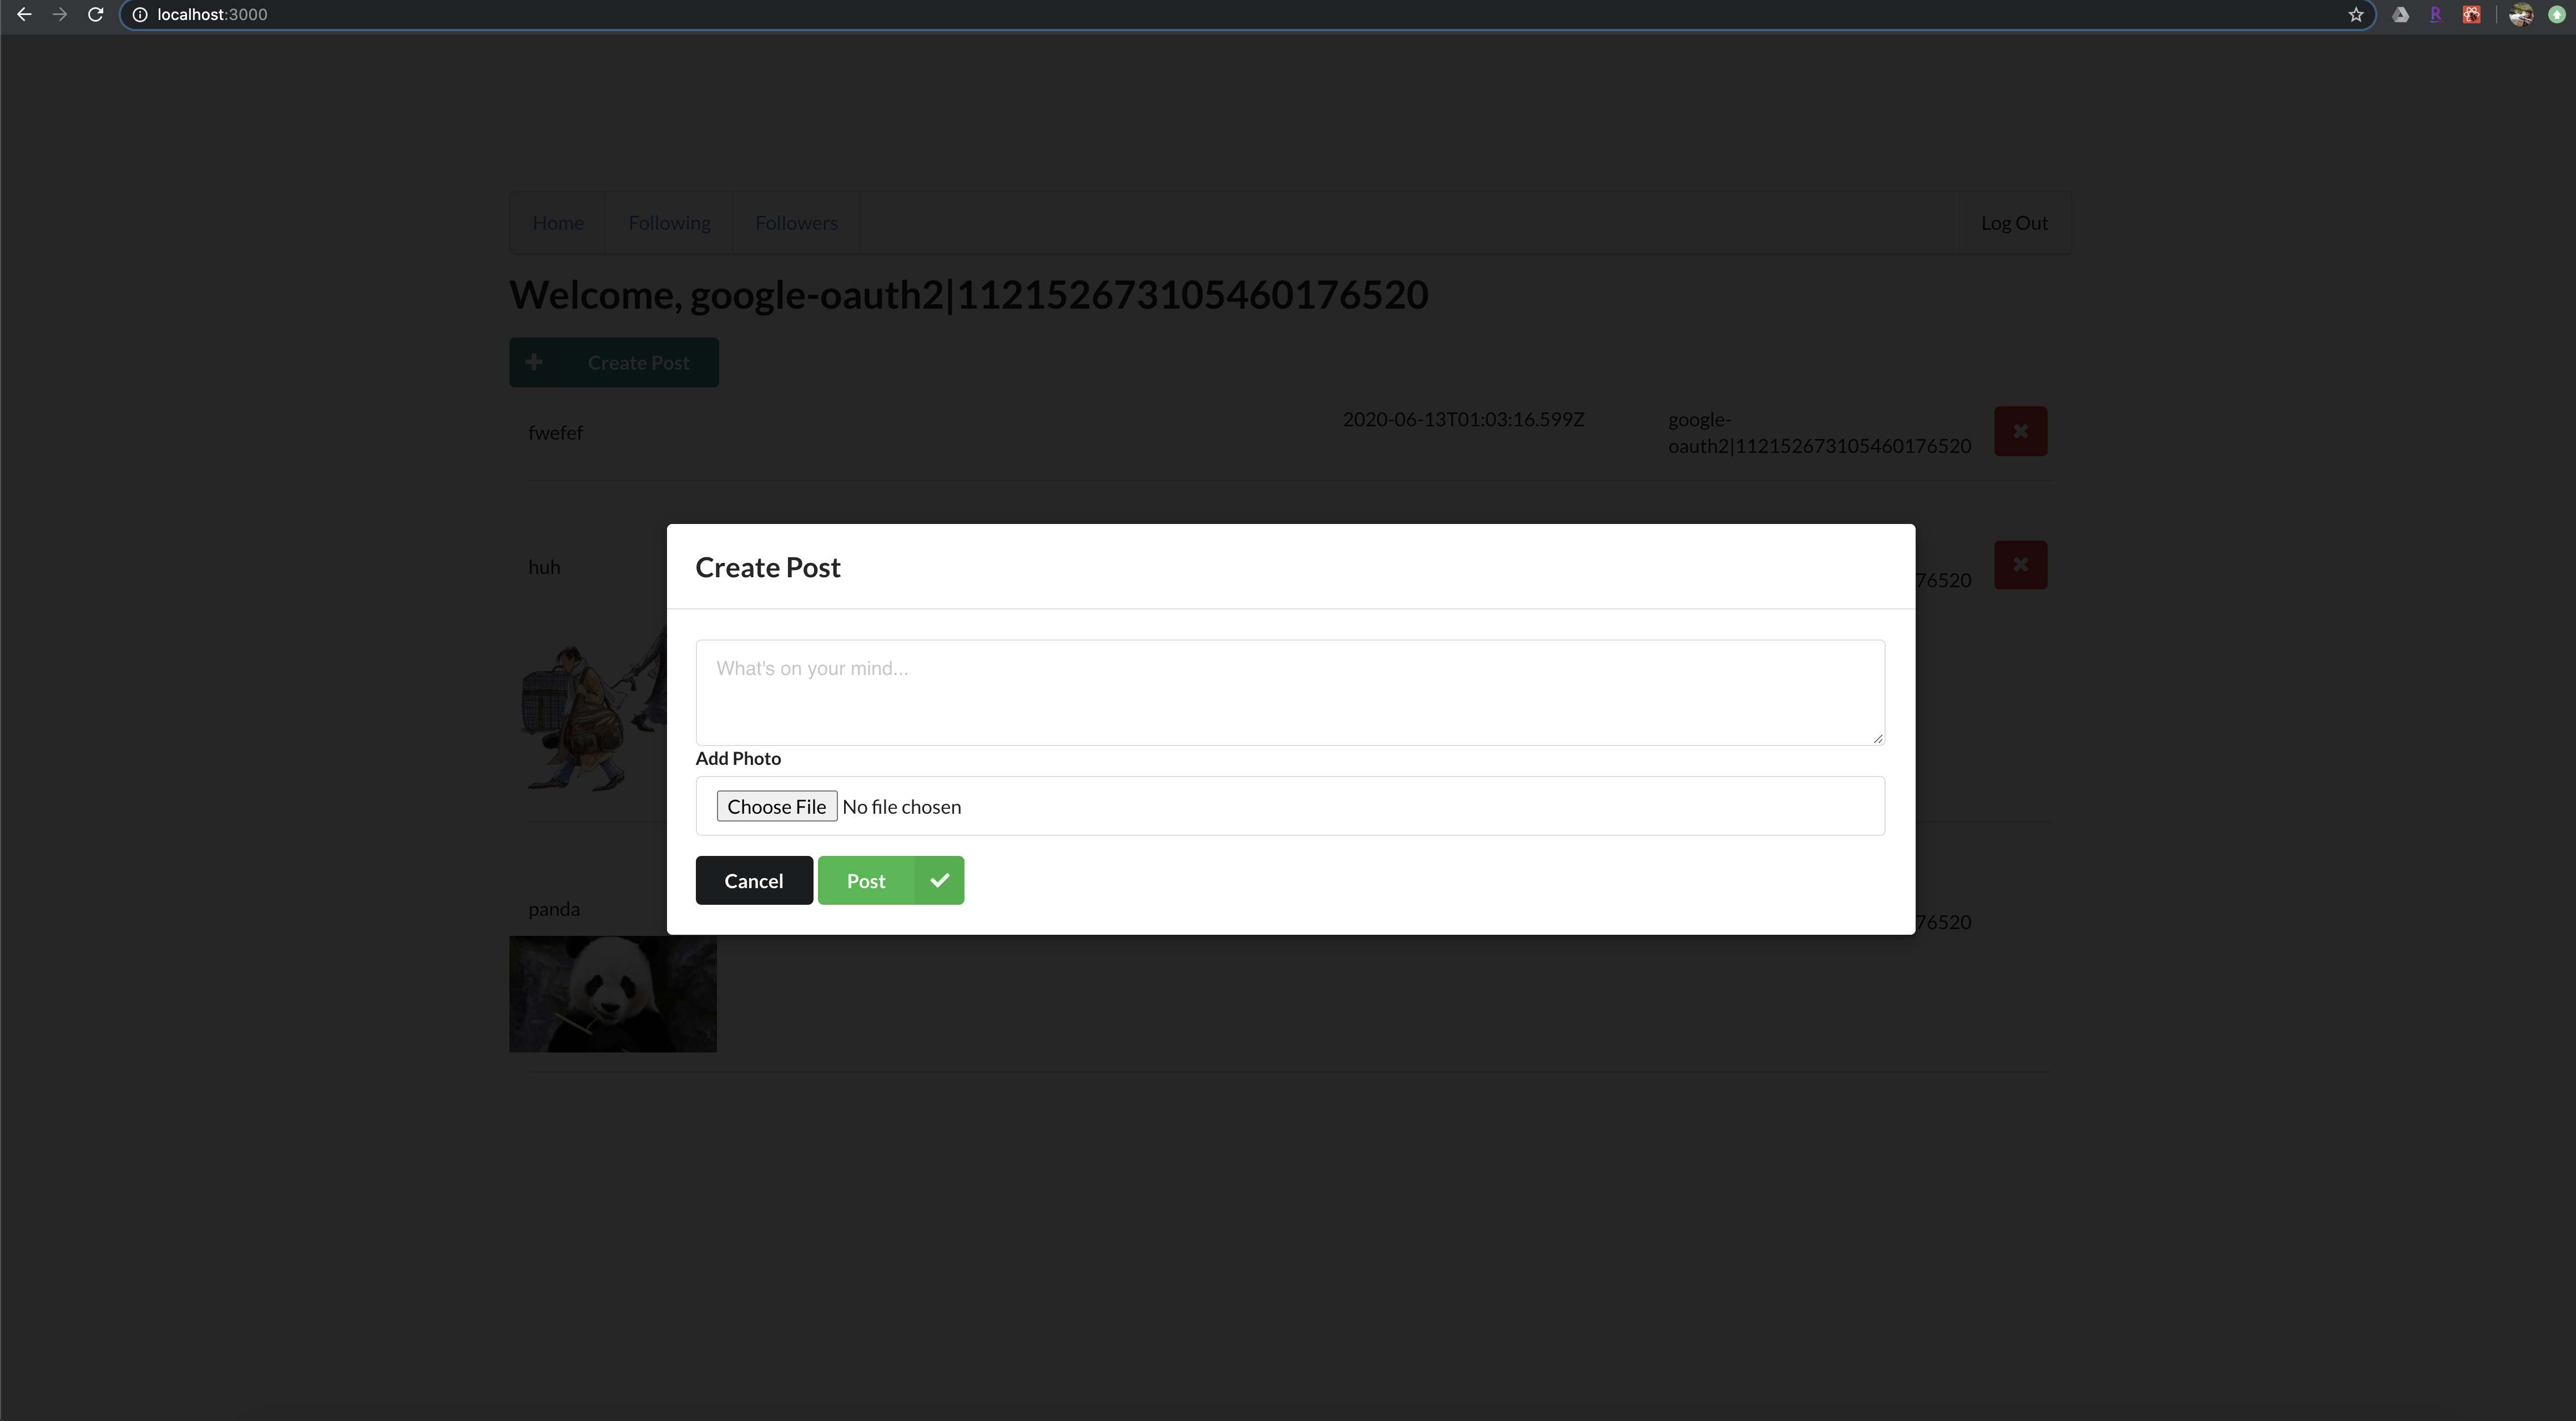 localhost:3000
Home Following Followers Log Out
Welcome, google-oauth2|112152673105460176520
Create Post
fwefef 2020-06-13T01:03:16.599Z google-
oauth2|112152673105460176520
huh 76520
Create Post
What's on your mind...
Add Photo
Choose File No file chosen
Cancel Post
panda 76520